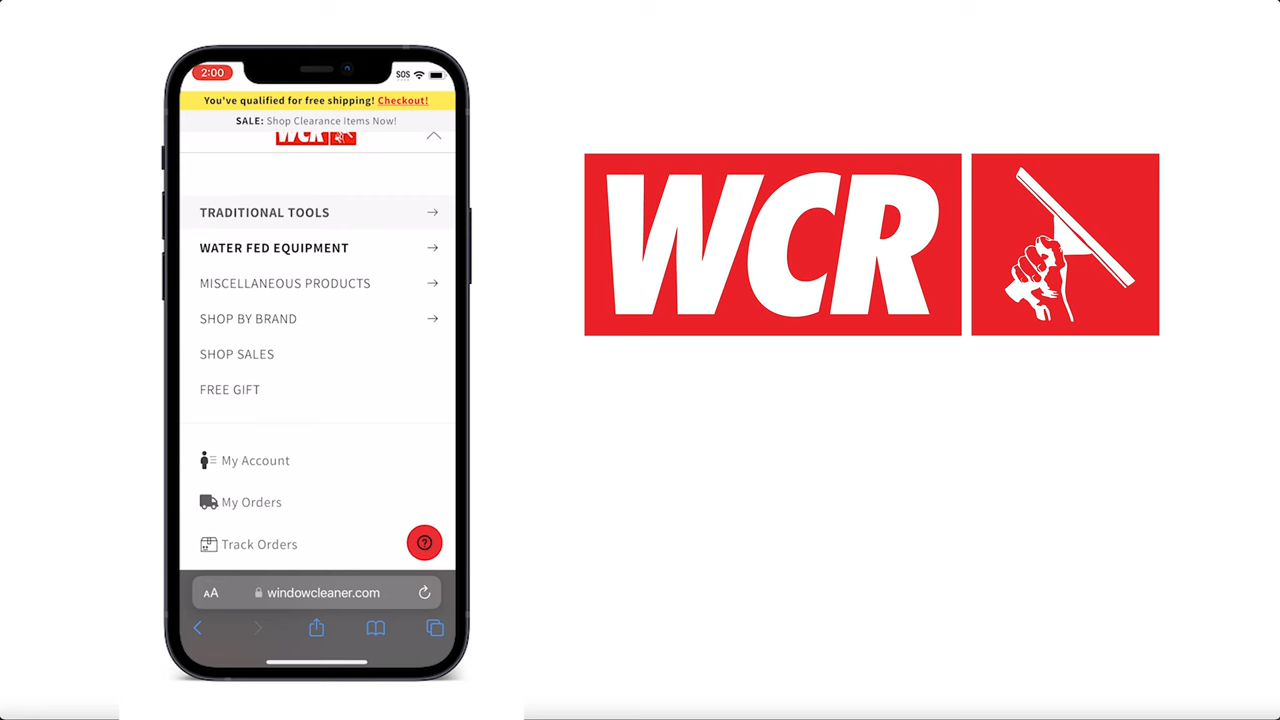 2:00
SOS
You've qualified for free shipping! Checkout!
SALE: Shop Clearance Items Now!
WCR
TRADITIONAL TOOLS
WATER FED EQUIPMENT
MISCELLANEOUS PRODUCTS
SHOP BY BRAND
SHOP SALES
FREE GIFT
My Account
My Orders
Track Orders
AA windowcleaner.com
WCR